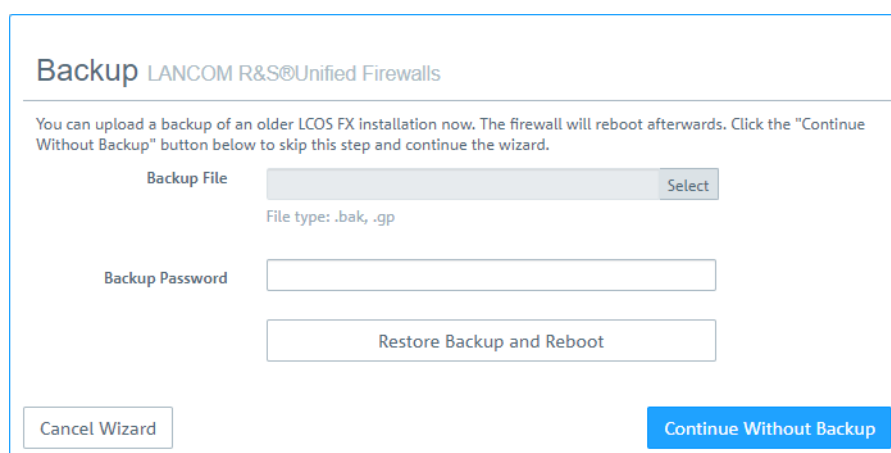 Backup LANCOM R&S®Unified Firewalls
You can upload a backup of an older LCOS FX installation now. The firewall will reboot afterwards. Click the "Continue
Without Backup" button below to skip this step and continue the wizard.
Backup File
Select
File type: .bak, .gp
Backup Password
Restore Backup and Reboot
Cancel Wizard
Continue Without Backup